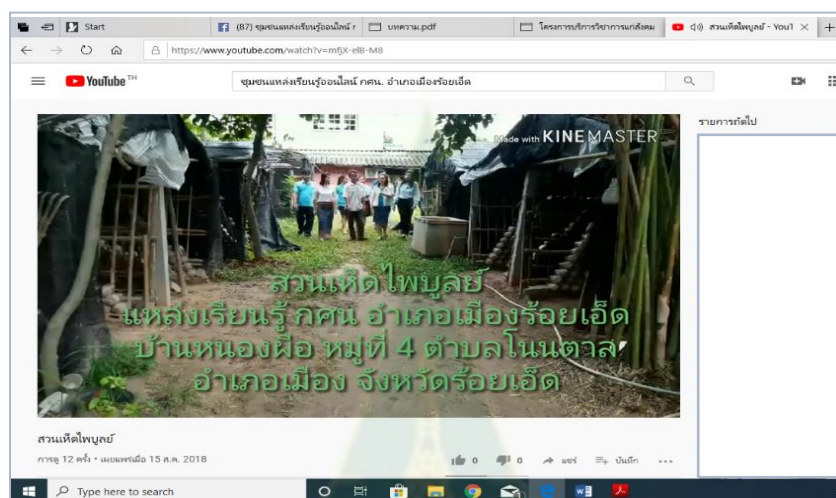 Start
(87) ชุมชนแหล่งเรียนรู้ออนไลน์ ก
บทความ.pdf
โครงการบริการวิชาการแก่สังคม
สวนเห็ดไพบูลย์ - YouT
https://www.youtube.com/watch?v=mfjX-el8-M8
YouTube TH
ชุมชนแหล่งเรียนรู้ออนไลน์ กศน. อำเภอเมืองร้อยเอ็ด
รายการถัดไป
Made with KINEMASTER
สวนเห็ดไพบูลย์
แหล่งเรียนรู้ กศน อำเภอเมืองร้อยเอ็ด
บ้านหนองผือ หมู่ที่ 4 ตำบลโนนตาล
อำเภอเมือง จังหวัดร้อยเอ็ด
สวนเห็ดไพบูลย์
การดู 12 ครั้ง • เผยแพร่เมื่อ 15 ส.ค. 2018
0 0 แชร์ บันทึก
Type here to search